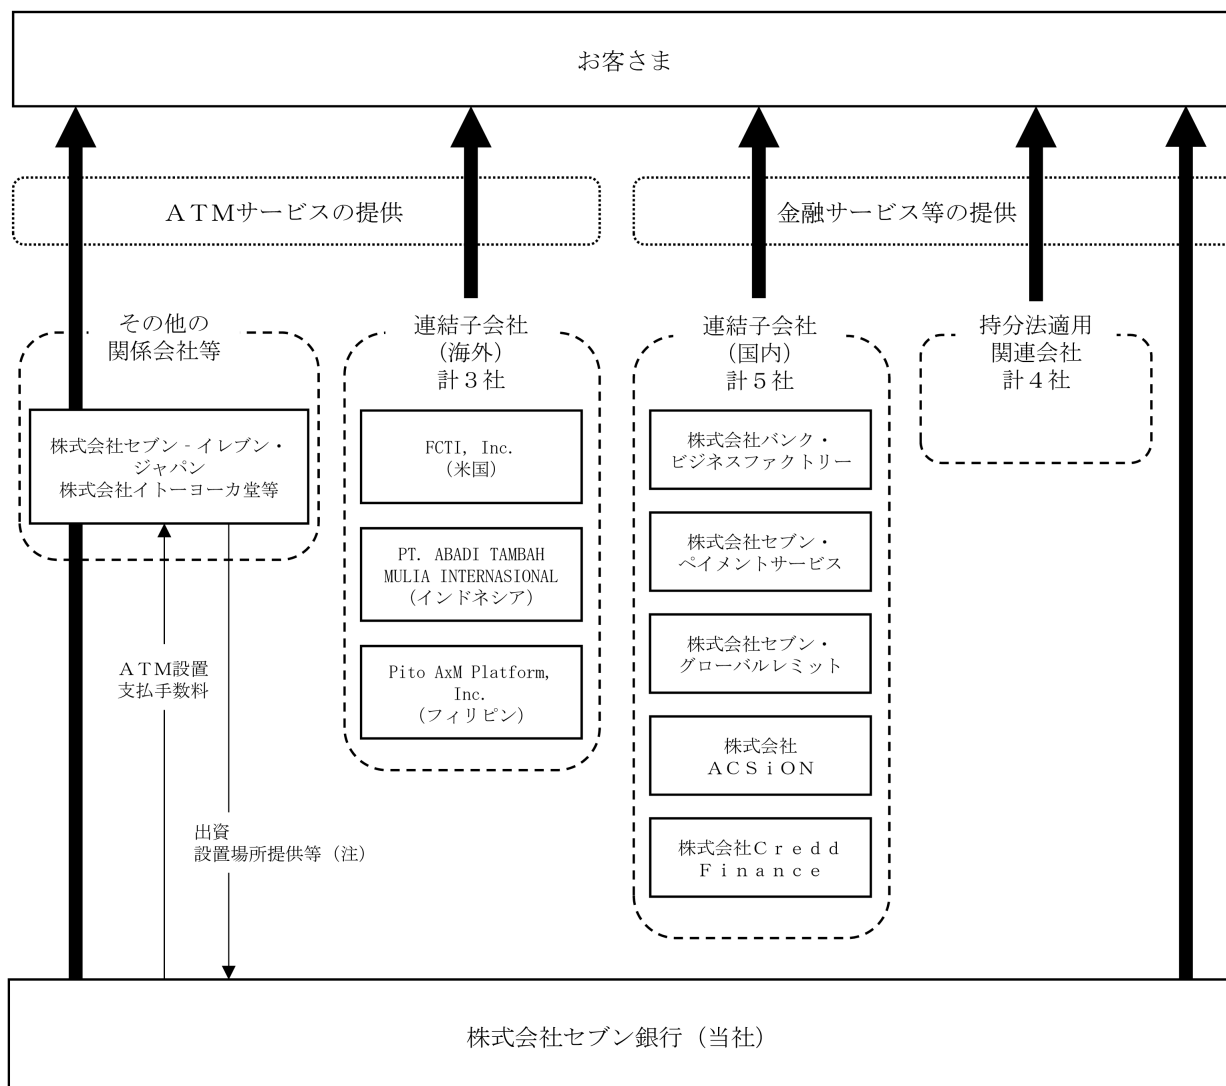 お客さま
ＡＴＭサービスの提供
金融サービス等の提供
その他の
関係会社等
株式会社セブン‐イレブン・
ジャパン
株式会社イトーヨーカ堂等
ＡＴＭ設置
支払手数料
出資
設置場所提供等（注）
連結子会社
（海外）
計３社
FCTI, Inc.
（米国）
PT. ABADI TAMBAH
MULIA INTERNASIONAL
（インドネシア）
Pito AxM Platform,
Inc.
（フィリピン）
連結子会社
（国内）
計５社
株式会社バンク・
ビジネスファクトリー
株式会社セブン・
ペイメントサービス
株式会社セブン・
グローバルレミット
株式会社
ＡＣＳｉＯＮ
株式会社Ｃｒｅｄｄ
Ｆｉｎａｎｃｅ
持分法適用
関連会社
計４社
株式会社セブン銀行（当社）